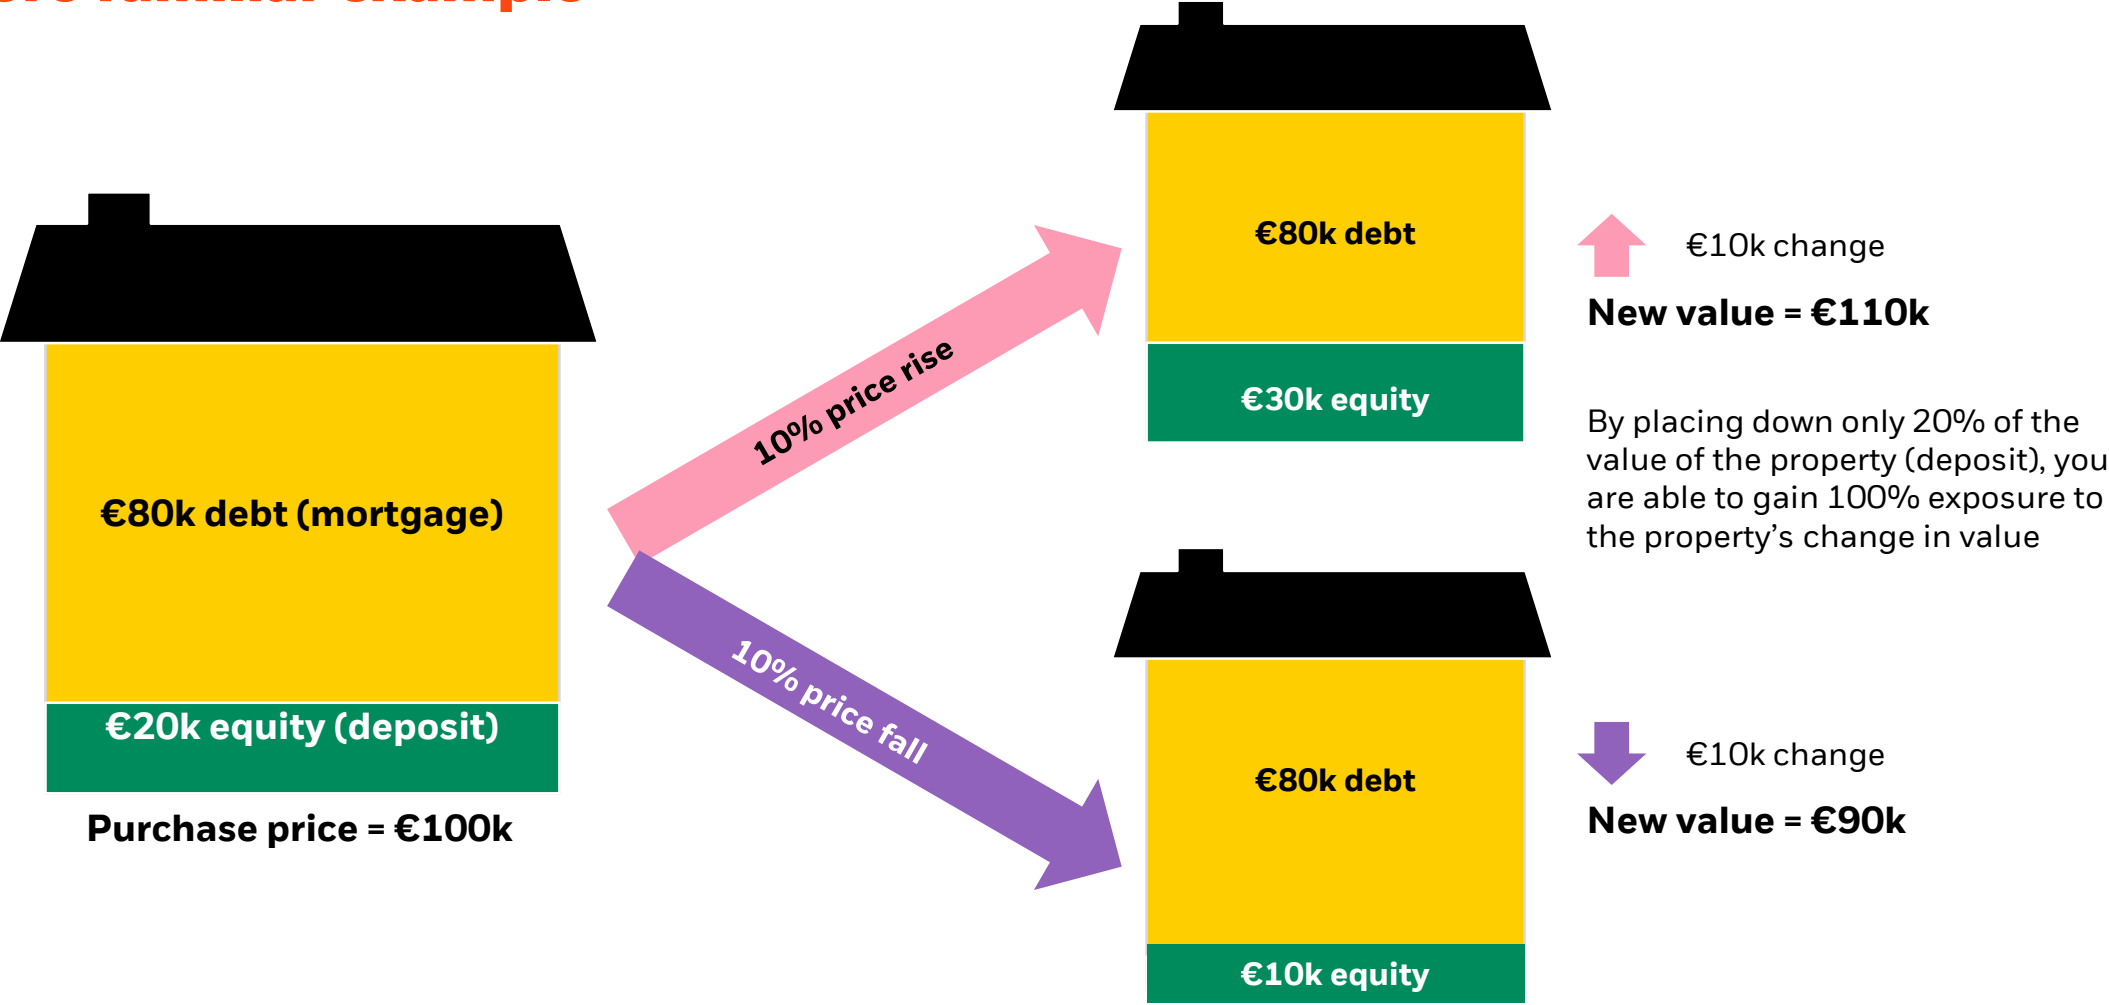 familiar example
€80k debt (mortgage)
€20k equity (deposit)
Purchase price = €100k
10% price rise
10% price fall
€80k debt
€30k equity
€10k change
New value = €110k
By placing down only 20% of the
value of the property (deposit), you
are able to gain 100% exposure to
the property’s change in value
€80k debt
€10k equity
€10k change
New value = €90k